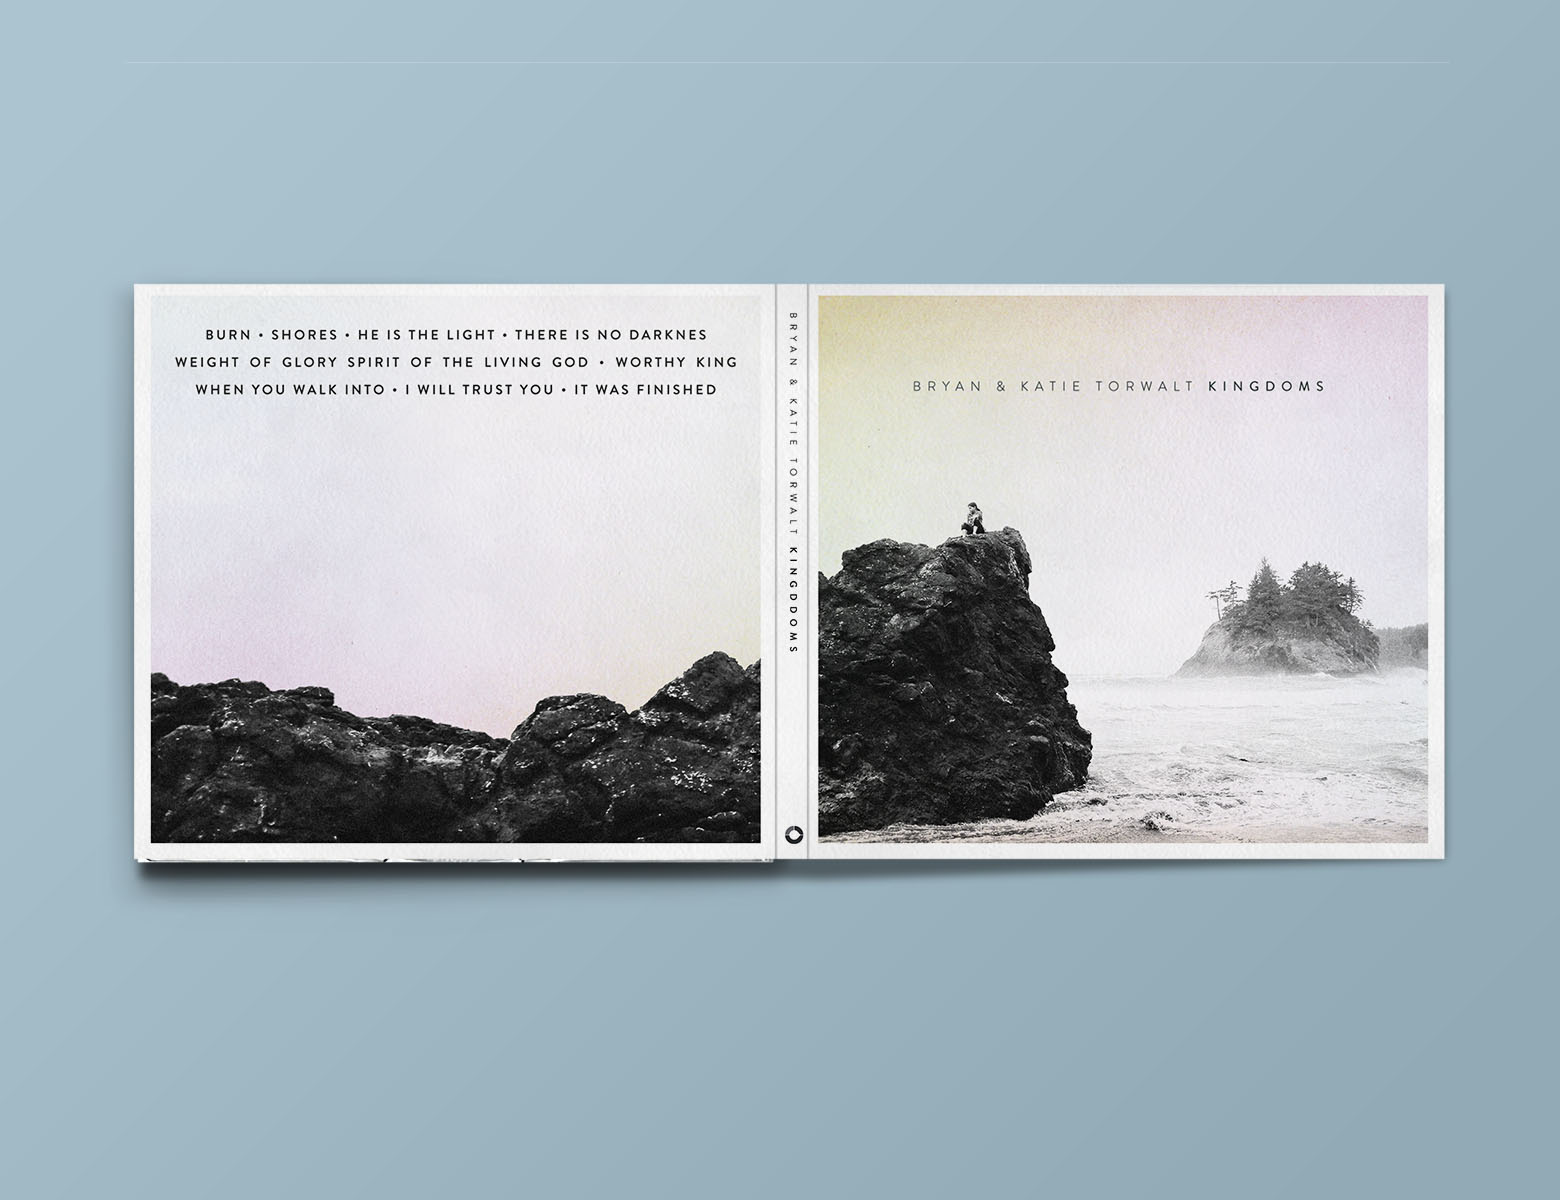 BURN • SHORES • HE IS THE LIGHT • THERE IS NO DARKNES
WEIGHT OF GLORY SPIRIT OF THE LIVING GOD • WORTHY KING
WHEN YOU WALK INTO • I WILL TRUST YOU • IT WAS FINISHED
BRYAN & KATIE TORWALT KINGDDOMS
BRYAN & KATIE TORWALT KINGDOMS